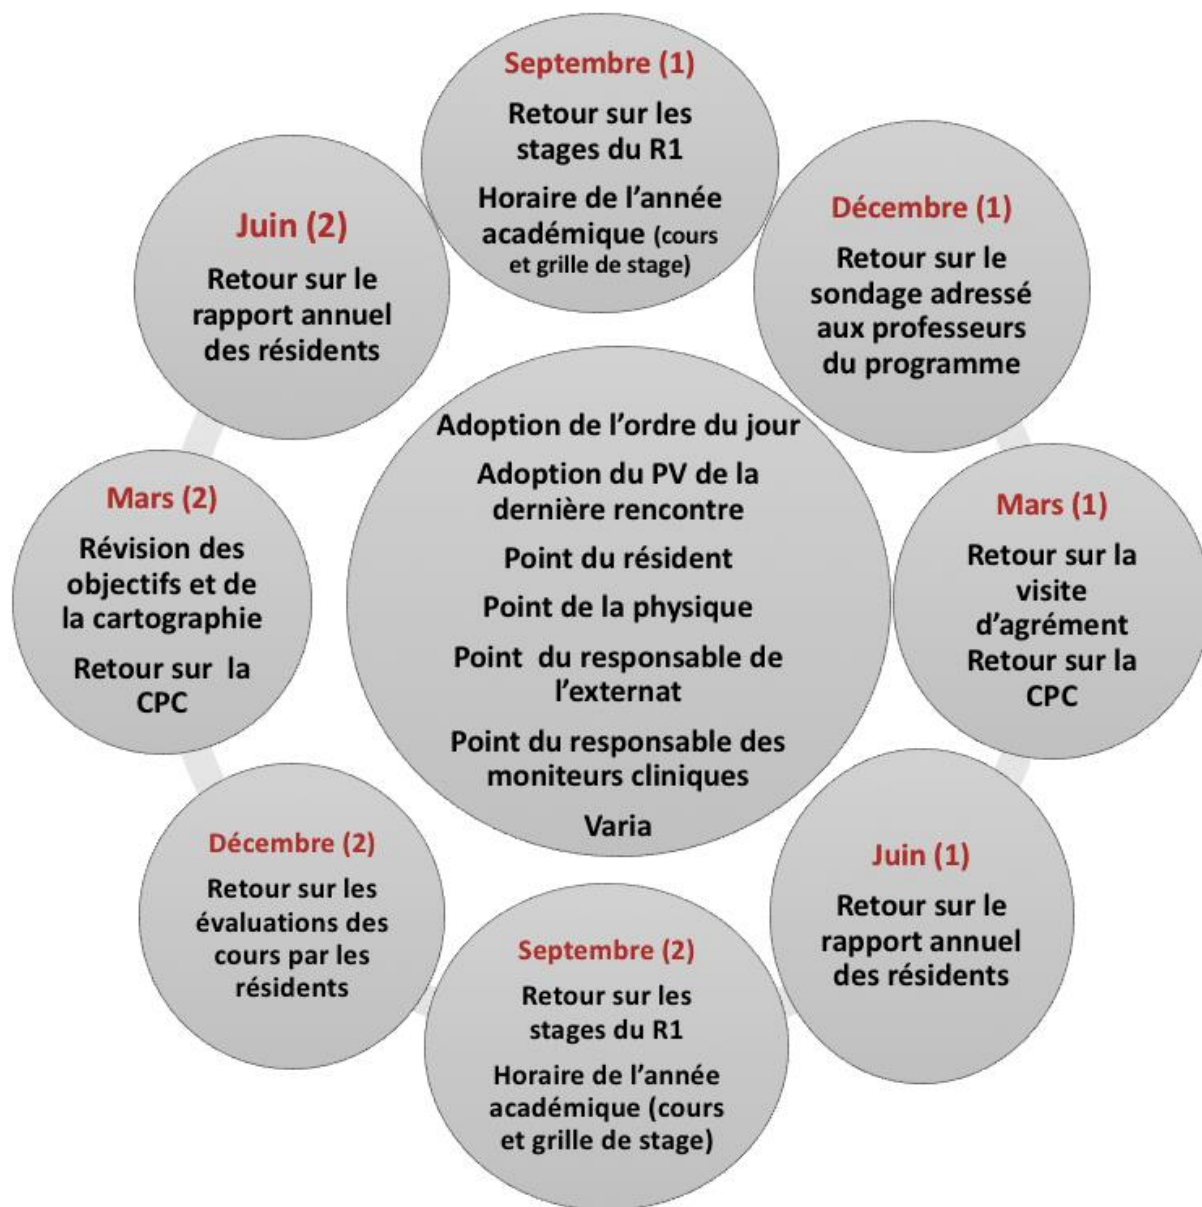 Septembre (1)
Retour sur les
stages du R1
Horaire de l’année
académique (cours
et grille de stage)
Décembre (1)
Retour sur le
sondage adressé
aux professeurs
du programme
Mars (1)
Retour sur la
visite
d’agrément
Retour sur la
CPC
Juin (1)
Retour sur le
rapport annuel
des résidents
Septembre (2)
Retour sur les
stages du R1
Horaire de l’année
académique (cours
et grille de stage)
Décembre (2)
Retour sur les
évaluations des
cours par les
résidents
Mars (2)
Révision des
objectifs et de
la cartographie
Retour sur la
CPC
Juin (2)
Retour sur le
rapport annuel
des résidents
Adoption de l’ordre du jour
Adoption du PV de la
dernière rencontre
Point du résident
Point de la physique
Point du responsable de
l’externat
Point du responsable des
moniteurs cliniques
Varia